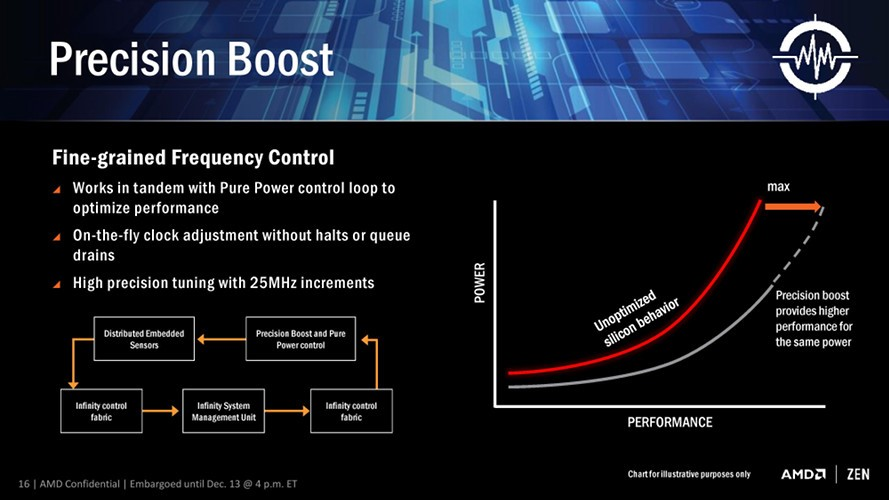 Precision Boost
Fine-grained Frequency Control
Works in tandem with Pure Power control loop to
optimize performance
On-the-fly clock adjustment without halts or queue
drains
High precision tuning with 25MHz increments
Distributed Embedded
Sensors
Precision Boost and Pure
Power control
Infinity control
fabric
Infinity System
Management Unit
Infinity control
fabric
max
POWER
Unoptimized
silicon behavior
Precision boost
provides higher
performance for
the same power
PERFORMANCE
Chart for illustrative purposes only
AMD | ZEN
16 | AMD Confidential | Embargoed until Dec. 13 @ 4 p.m. ET